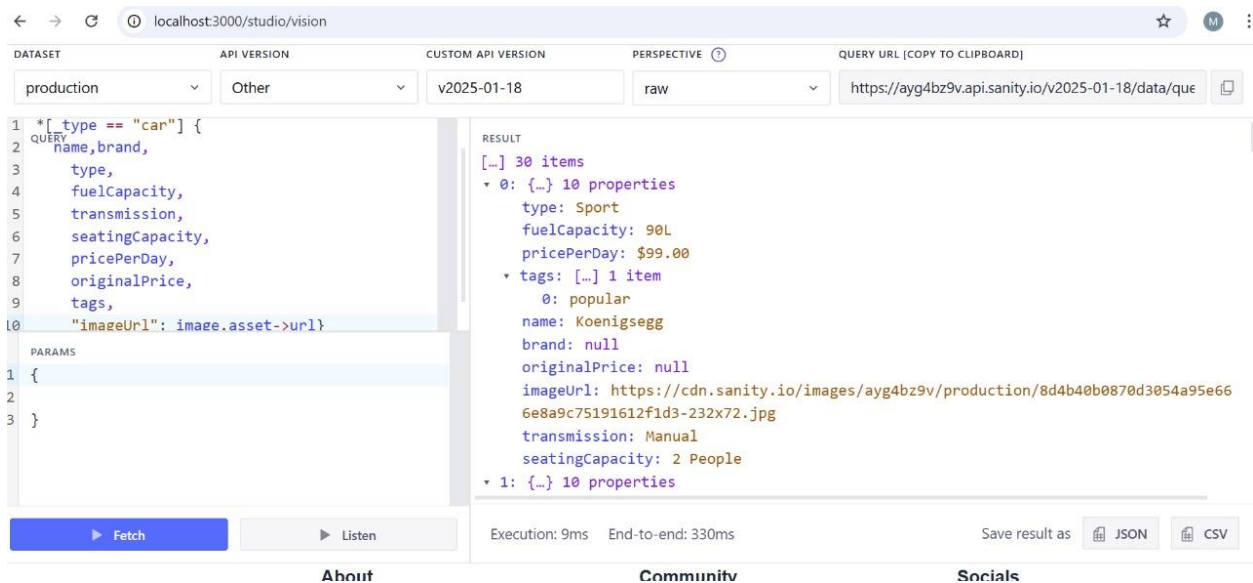 localhost:3000/studio/vision
M
DATASET
API VERSION
CUSTOM API VERSION
PERSPECTIVE ?
QUERY URL [COPY TO CLIPBOARD]
production
Other
v2025-01-18
raw
https://ayg4bz9v.api.sanity.io/v2025-01-18/data/que
QUERY
1 *[_type == "car"] {
2 name,brand,
3 type,
4 fuelCapacity,
5 transmission,
6 seatingCapacity,
7 pricePerDay,
8 originalPrice,
9 tags,
10 "imageUrl": image.asset->url}
PARAMS
1 {
2
3 }
Fetch
Listen
RESULT
[…] 30 items
0: {…} 10 properties
type: Sport
fuelCapacity: 90L
pricePerDay: $99.00
tags: […] 1 item
0: popular
name: Koenigsegg
brand: null
originalPrice: null
imageUrl: https://cdn.sanity.io/images/ayg4bz9v/production/8d4b40b0870d3054a95e66
6e8a9c75191612f1d3-232x72.jpg
transmission: Manual
seatingCapacity: 2 People
1: {…} 10 properties
Execution: 9ms End-to-end: 330ms
Save result as
JSON
CSV
About
Community
Socials